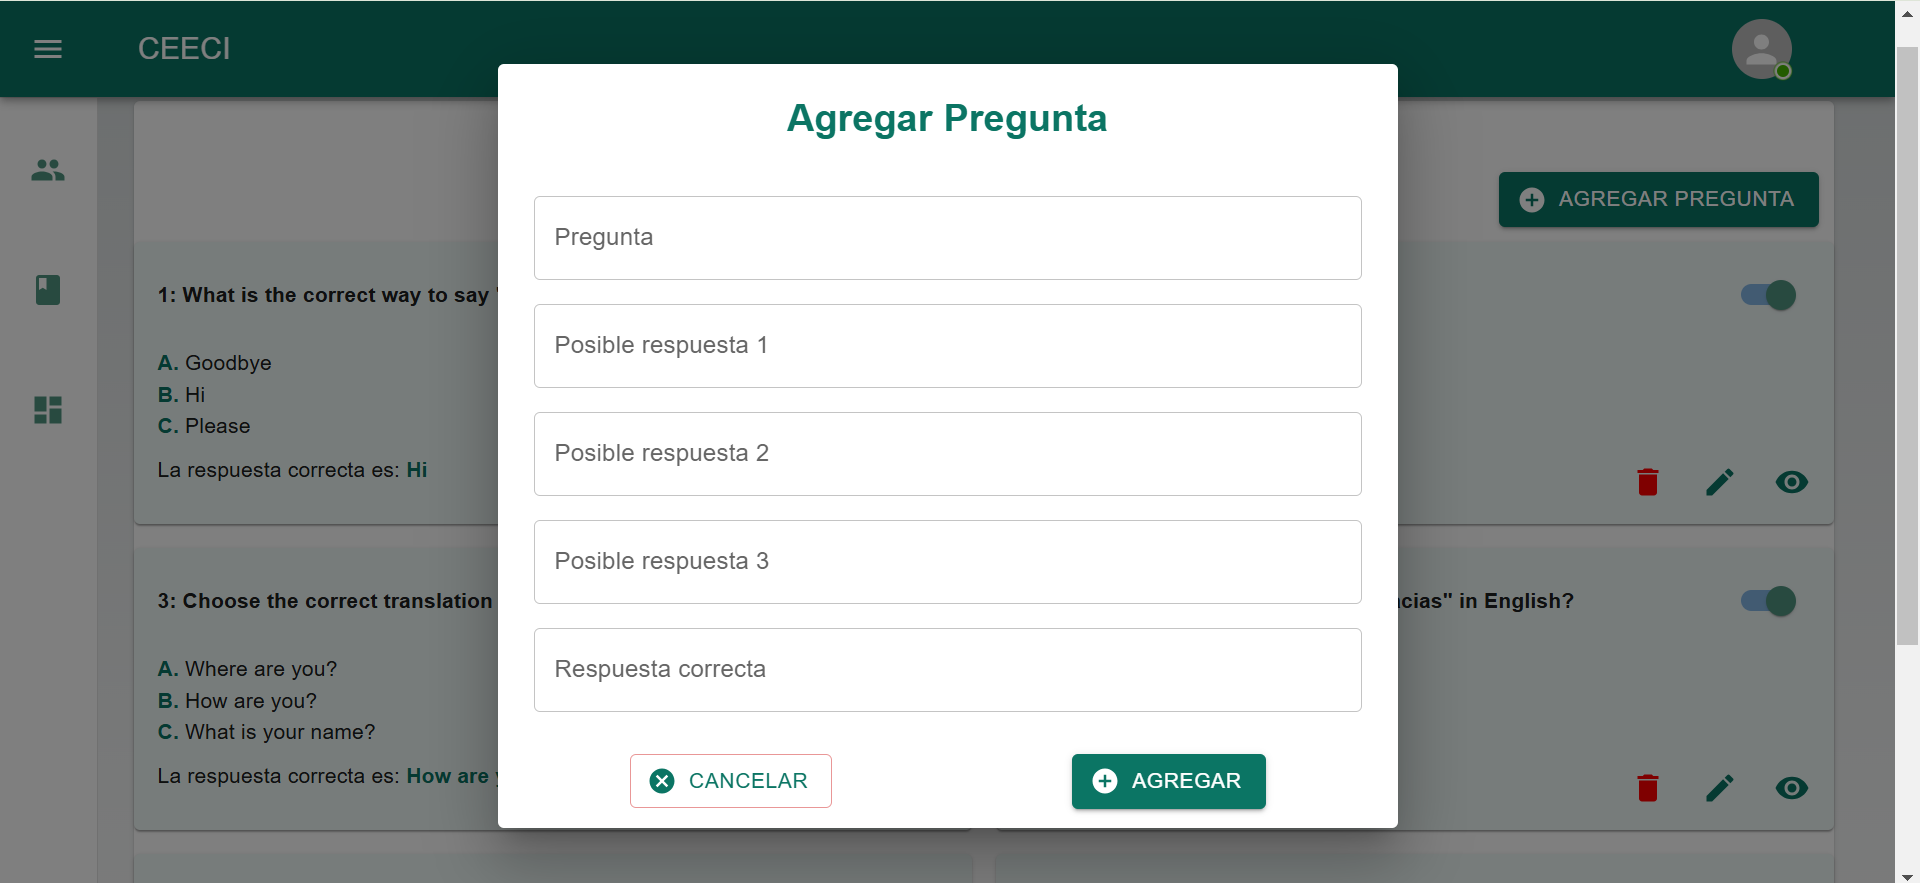 CEECI
Agregar Pregunta
AGREGAR PREGUNTA
Pregunta
Posible respuesta 1
Posible respuesta 2
Posible respuesta 3
Respuesta correcta
CANCELAR
AGREGAR
1: What is the correct way to say "
A. Goodbye
B. Hi
C. Please
La respuesta correcta es: Hi
3: Choose the correct translation
A. Where are you?
B. How are you?
C. What is your name?
La respuesta correcta es: How are
cias" in English?